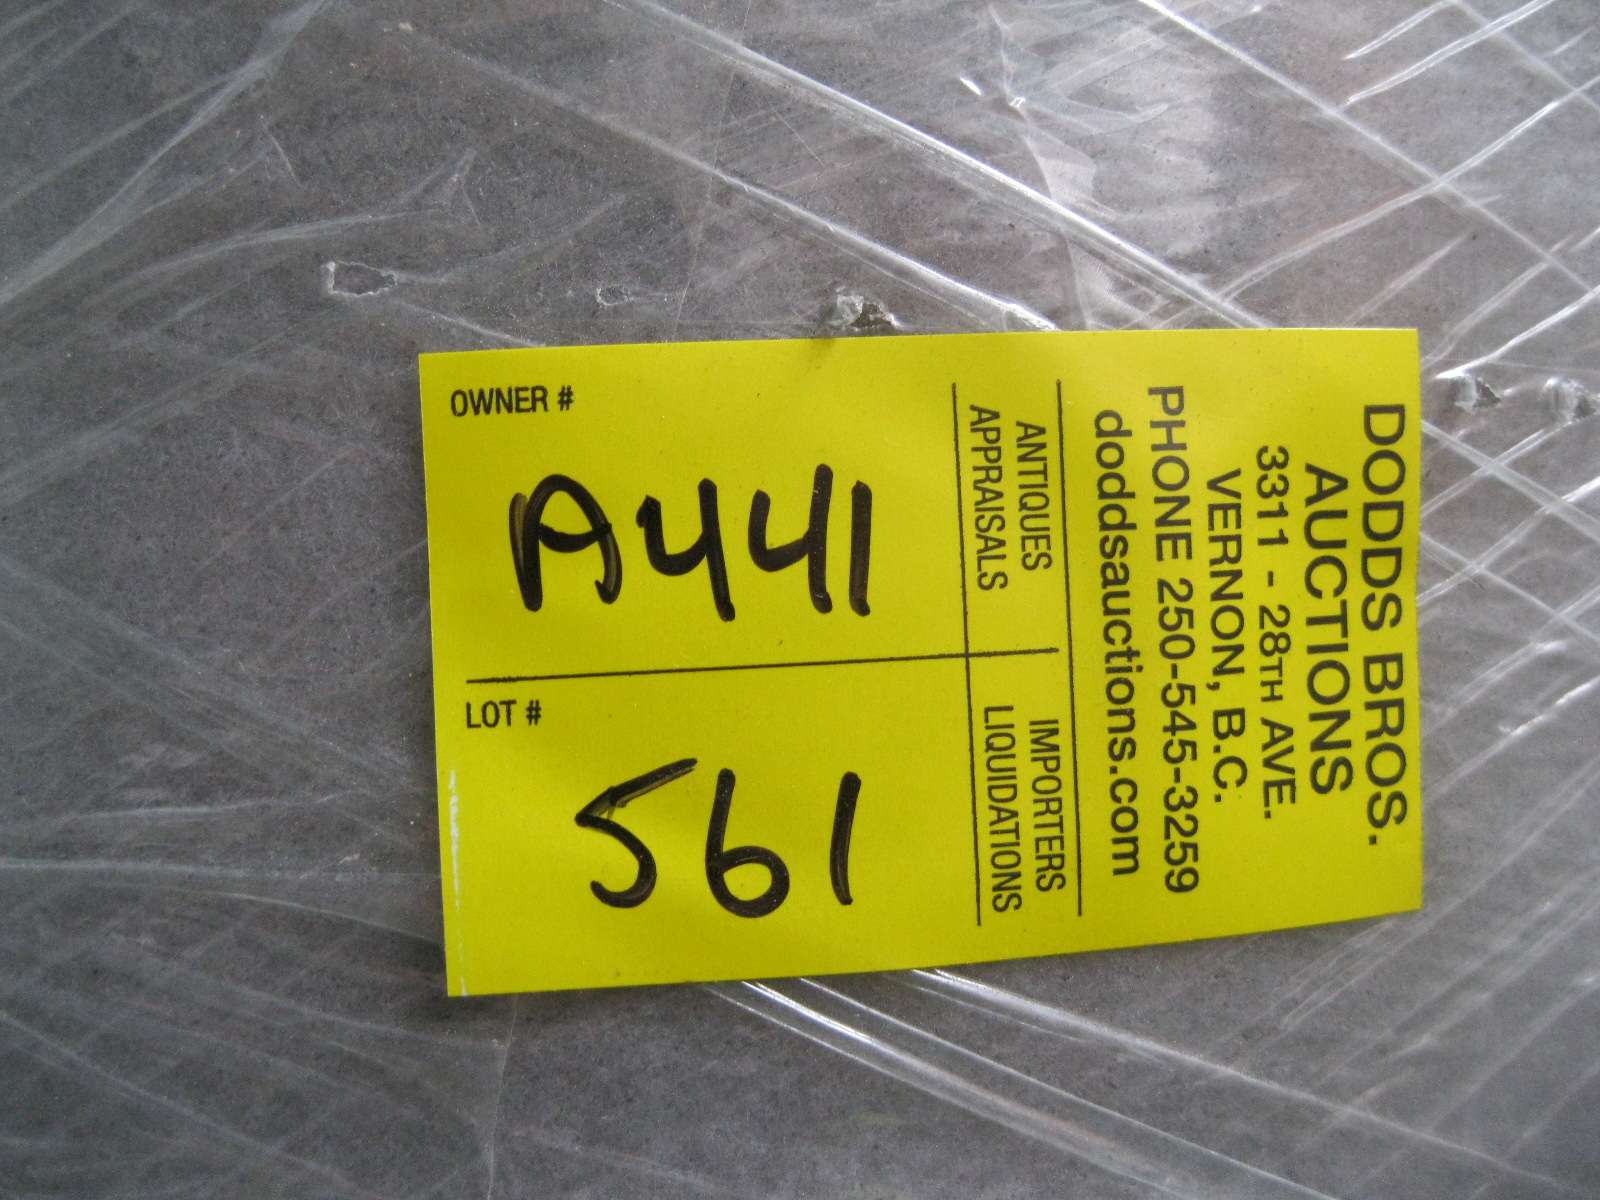 DODDS BROS.
AUCTIONS
3311 - 28TH AVE.
VERNON, B.C.
PHONE 250-545-3259
doddsauctions.com
ANTIQUES
APPRAISALS
IMPORTERS
LIQUIDATIONS
OWNER #
A441
LOT #
561